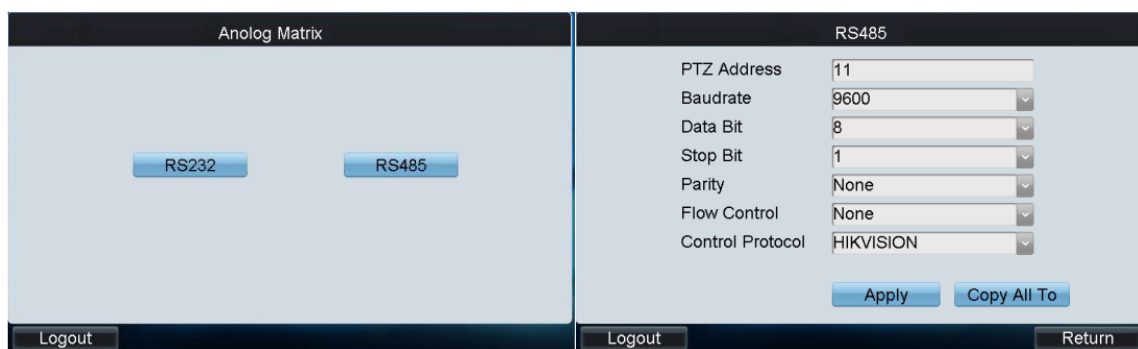 Anolog Matrix
RS232 RS485
Logout
RS485
PTZ Address 11
Baudrate 9600
Data Bit 8
Stop Bit 1
Parity None
Flow Control None
Control Protocol HIKVISION
Apply Copy All To
Logout Return